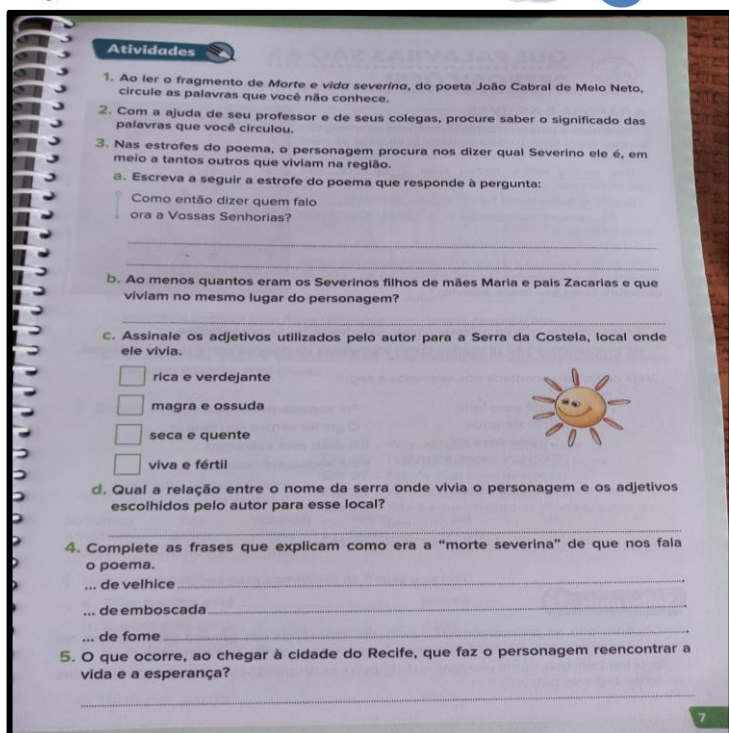 Atividades
1. Ao ler o fragmento de Morte e vida severina, do poeta João Cabral de Melo Neto,
circule as palavras que você não conhece.
2. Com a ajuda de seu professor e de seus colegas, procure saber o significado das
palavras que você circulou.
3. Nas estrofes do poema, o personagem procura nos dizer qual Severino ele é, em
meio a tantos outros que viviam na região.
a. Escreva a seguir a estrofe do poema que responde à pergunta:
Como então dizer quem falo
ora a Vossas Senhorias?
b. Ao menos quantos eram os Severinos filhos de mães Maria e pais Zacarias e que
viviam no mesmo lugar do personagem?
c. Assinale os adjetivos utilizados pelo autor para a Serra da Costela, local onde
ele vivia.
rica e verdejante
magra e ossuda
seca e quente
viva e fértil
d. Qual a relação entre o nome da serra onde vivia o personagem e os adjetivos
escolhidos pelo autor para esse local?
4. Complete as frases que explicam como era a “morte severina” de que nos fala
o poema.
... de velhice
... de emboscada
... de fome
5. O que ocorre, ao chegar à cidade do Recife, que faz o personagem reencontrar a
vida e a esperança?
7